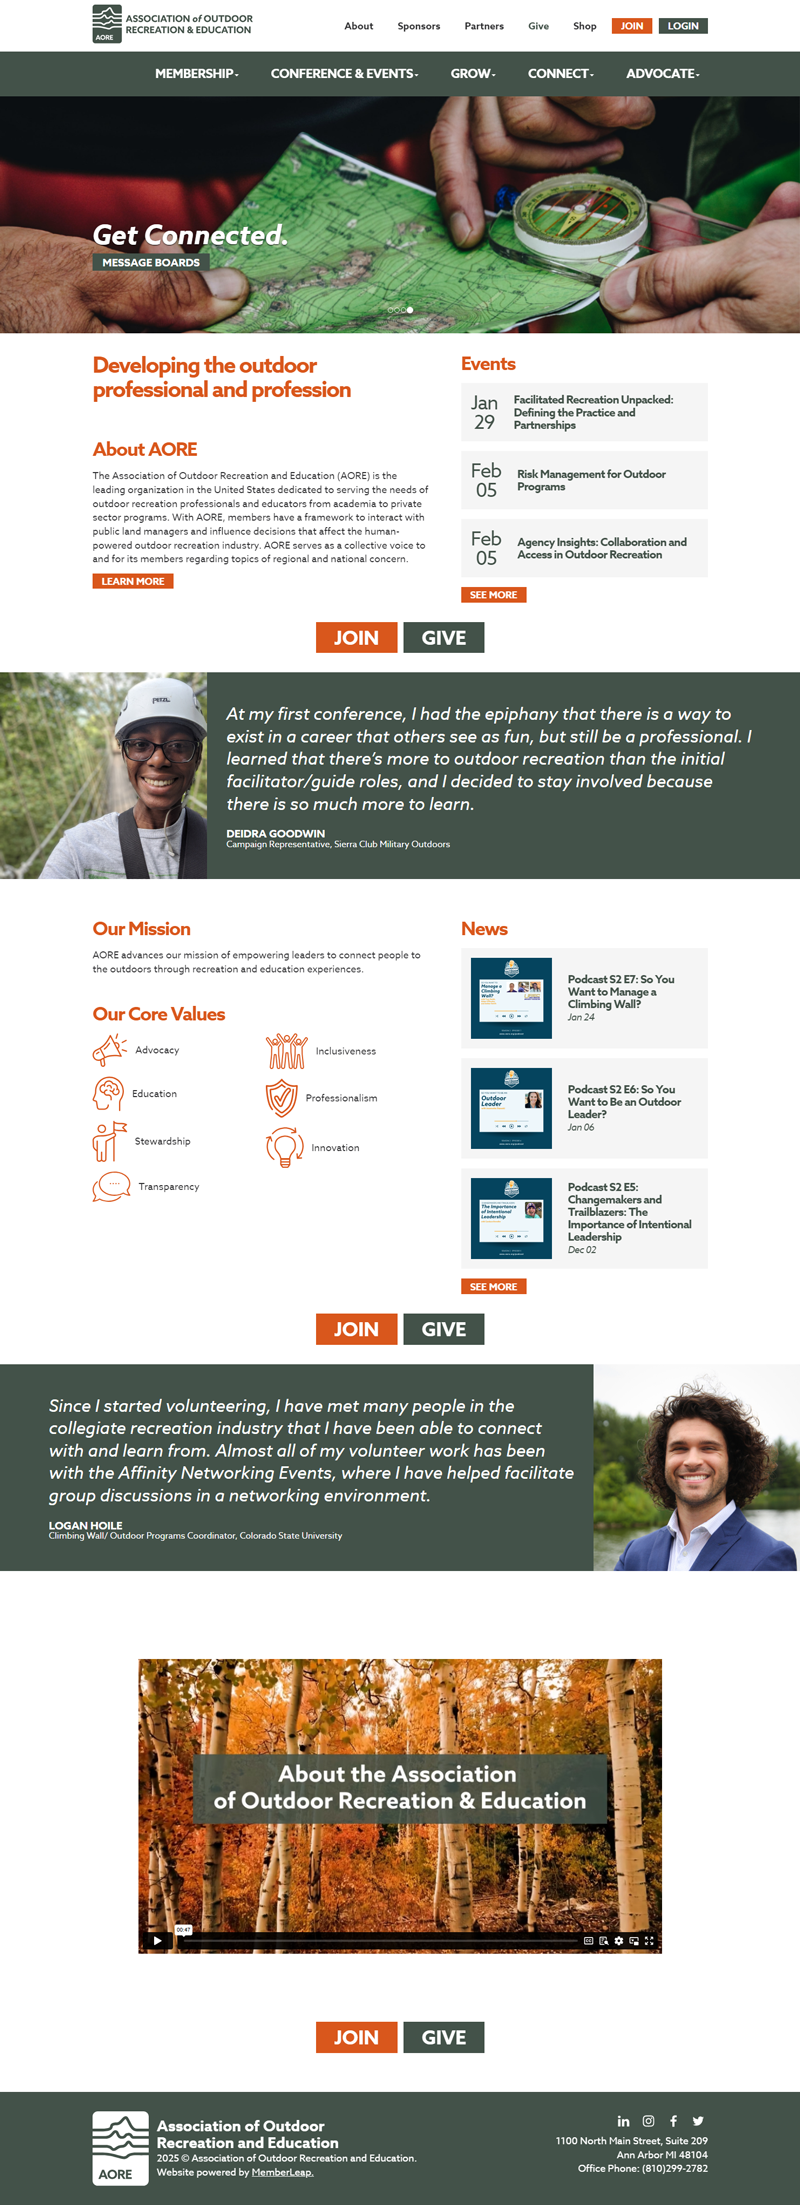 ASSOCIATION of OUTDOOR
RECREATION & EDUCATION
AORE
About
Sponsors
Partners
Give
Shop
JOIN
LOGIN
MEMBERSHIP
CONFERENCE & EVENTS
GROW
CONNECT
ADVOCATE
Get Connected.
MESSAGE BOARDS
Developing the outdoor
professional and profession
About AORE
The Association of Outdoor Recreation and Education (AORE) is the
leading organization in the United States dedicated to serving the needs of
outdoor recreation professionals and educators from academia to private
sector programs. With AORE, members have a framework to interact with
public land managers and influence decisions that affect the human-
powered outdoor recreation industry. AORE serves as a collective voice to
and for its members regarding topics of regional and national concern.
LEARN MORE
Events
Jan
29
Facilitated Recreation Unpacked:
Defining the Practice and
Partnerships
Feb
05
Risk Management for Outdoor
Programs
Feb
05
Agency Insights: Collaboration and
Access in Outdoor Recreation
SEE MORE
JOIN
GIVE
PETZL
At my first conference, I had the epiphany that there is a way to
exist in a career that others see as fun, but still be a professional. I
learned that there's more to outdoor recreation than the initial
facilitator/guide roles, and I decided to stay involved because
there is so much more to learn.
DEIDRA GOODWIN
Campaign Representative, Sierra Club Military Outdoors
Our Mission
AORE advances our mission of empowering leaders to connect people to
the outdoors through recreation and education experiences.
Our Core Values
Advocacy
Inclusiveness
Education
Professionalism
Stewardship
Innovation
Transparency
News
Manage a
Climbing
Wall?
Podcast S2 E7: So You
Want to Manage a
Climbing Wall?
Jan 24
Outdoor
Leader
Podcast S2 E6: So You
Want to Be an Outdoor
Leader?
Jan 06
The Importance
of Intentional
Leadership
Podcast S2 E5:
Changemakers and
Trailblazers: The
Importance of Intentional
Leadership
Dec 02
SEE MORE
JOIN
GIVE
Since I started volunteering, I have met many people in the
collegiate recreation industry that I have been able to connect
with and learn from. Almost all of my volunteer work has been
with the Affinity Networking Events, where I have helped facilitate
group discussions in a networking environment.
LOGAN HOILE
Climbing Wall/ Outdoor Programs Coordinator, Colorado State University
About the Association
of Outdoor Recreation & Education
00:47
JOIN
GIVE
AORE
Association of Outdoor
Recreation and Education
2025 © Association of Outdoor Recreation and Education.
Website powered by MemberLeap.
1100 North Main Street, Suite 209
Ann Arbor MI 48104
Office Phone: (810)299-2782